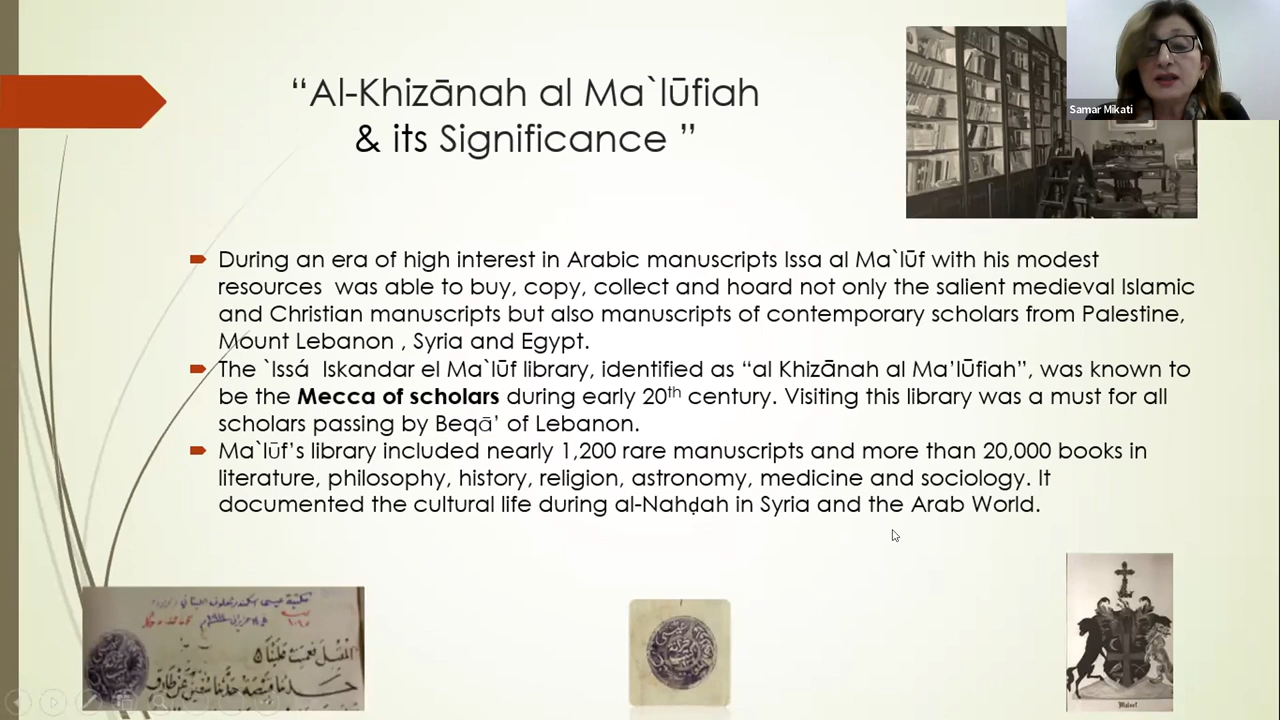 “Al-Khizānah al Ma`lūfiah
& its Significance ”
Samar Mikati
During an era of high interest in Arabic manuscripts Issa al Ma`lūf with his modest
resources was able to buy, copy, collect and hoard not only the salient medieval Islamic
and Christian manuscripts but also manuscripts of contemporary scholars from Palestine,
Mount Lebanon , Syria and Egypt.
The `Issá Iskandar el Ma`lūf library, identified as “al Khizānah al Ma’lūfiah”, was known to
be the Mecca of scholars during early 20th century. Visiting this library was a must for all
scholars passing by Beqā’ of Lebanon.
Ma`lūf’s library included nearly 1,200 rare manuscripts and more than 20,000 books in
literature, philosophy, history, religion, astronomy, medicine and sociology. It
documented the cultural life during al-Nahḍah in Syria and the Arab World.
Maloof